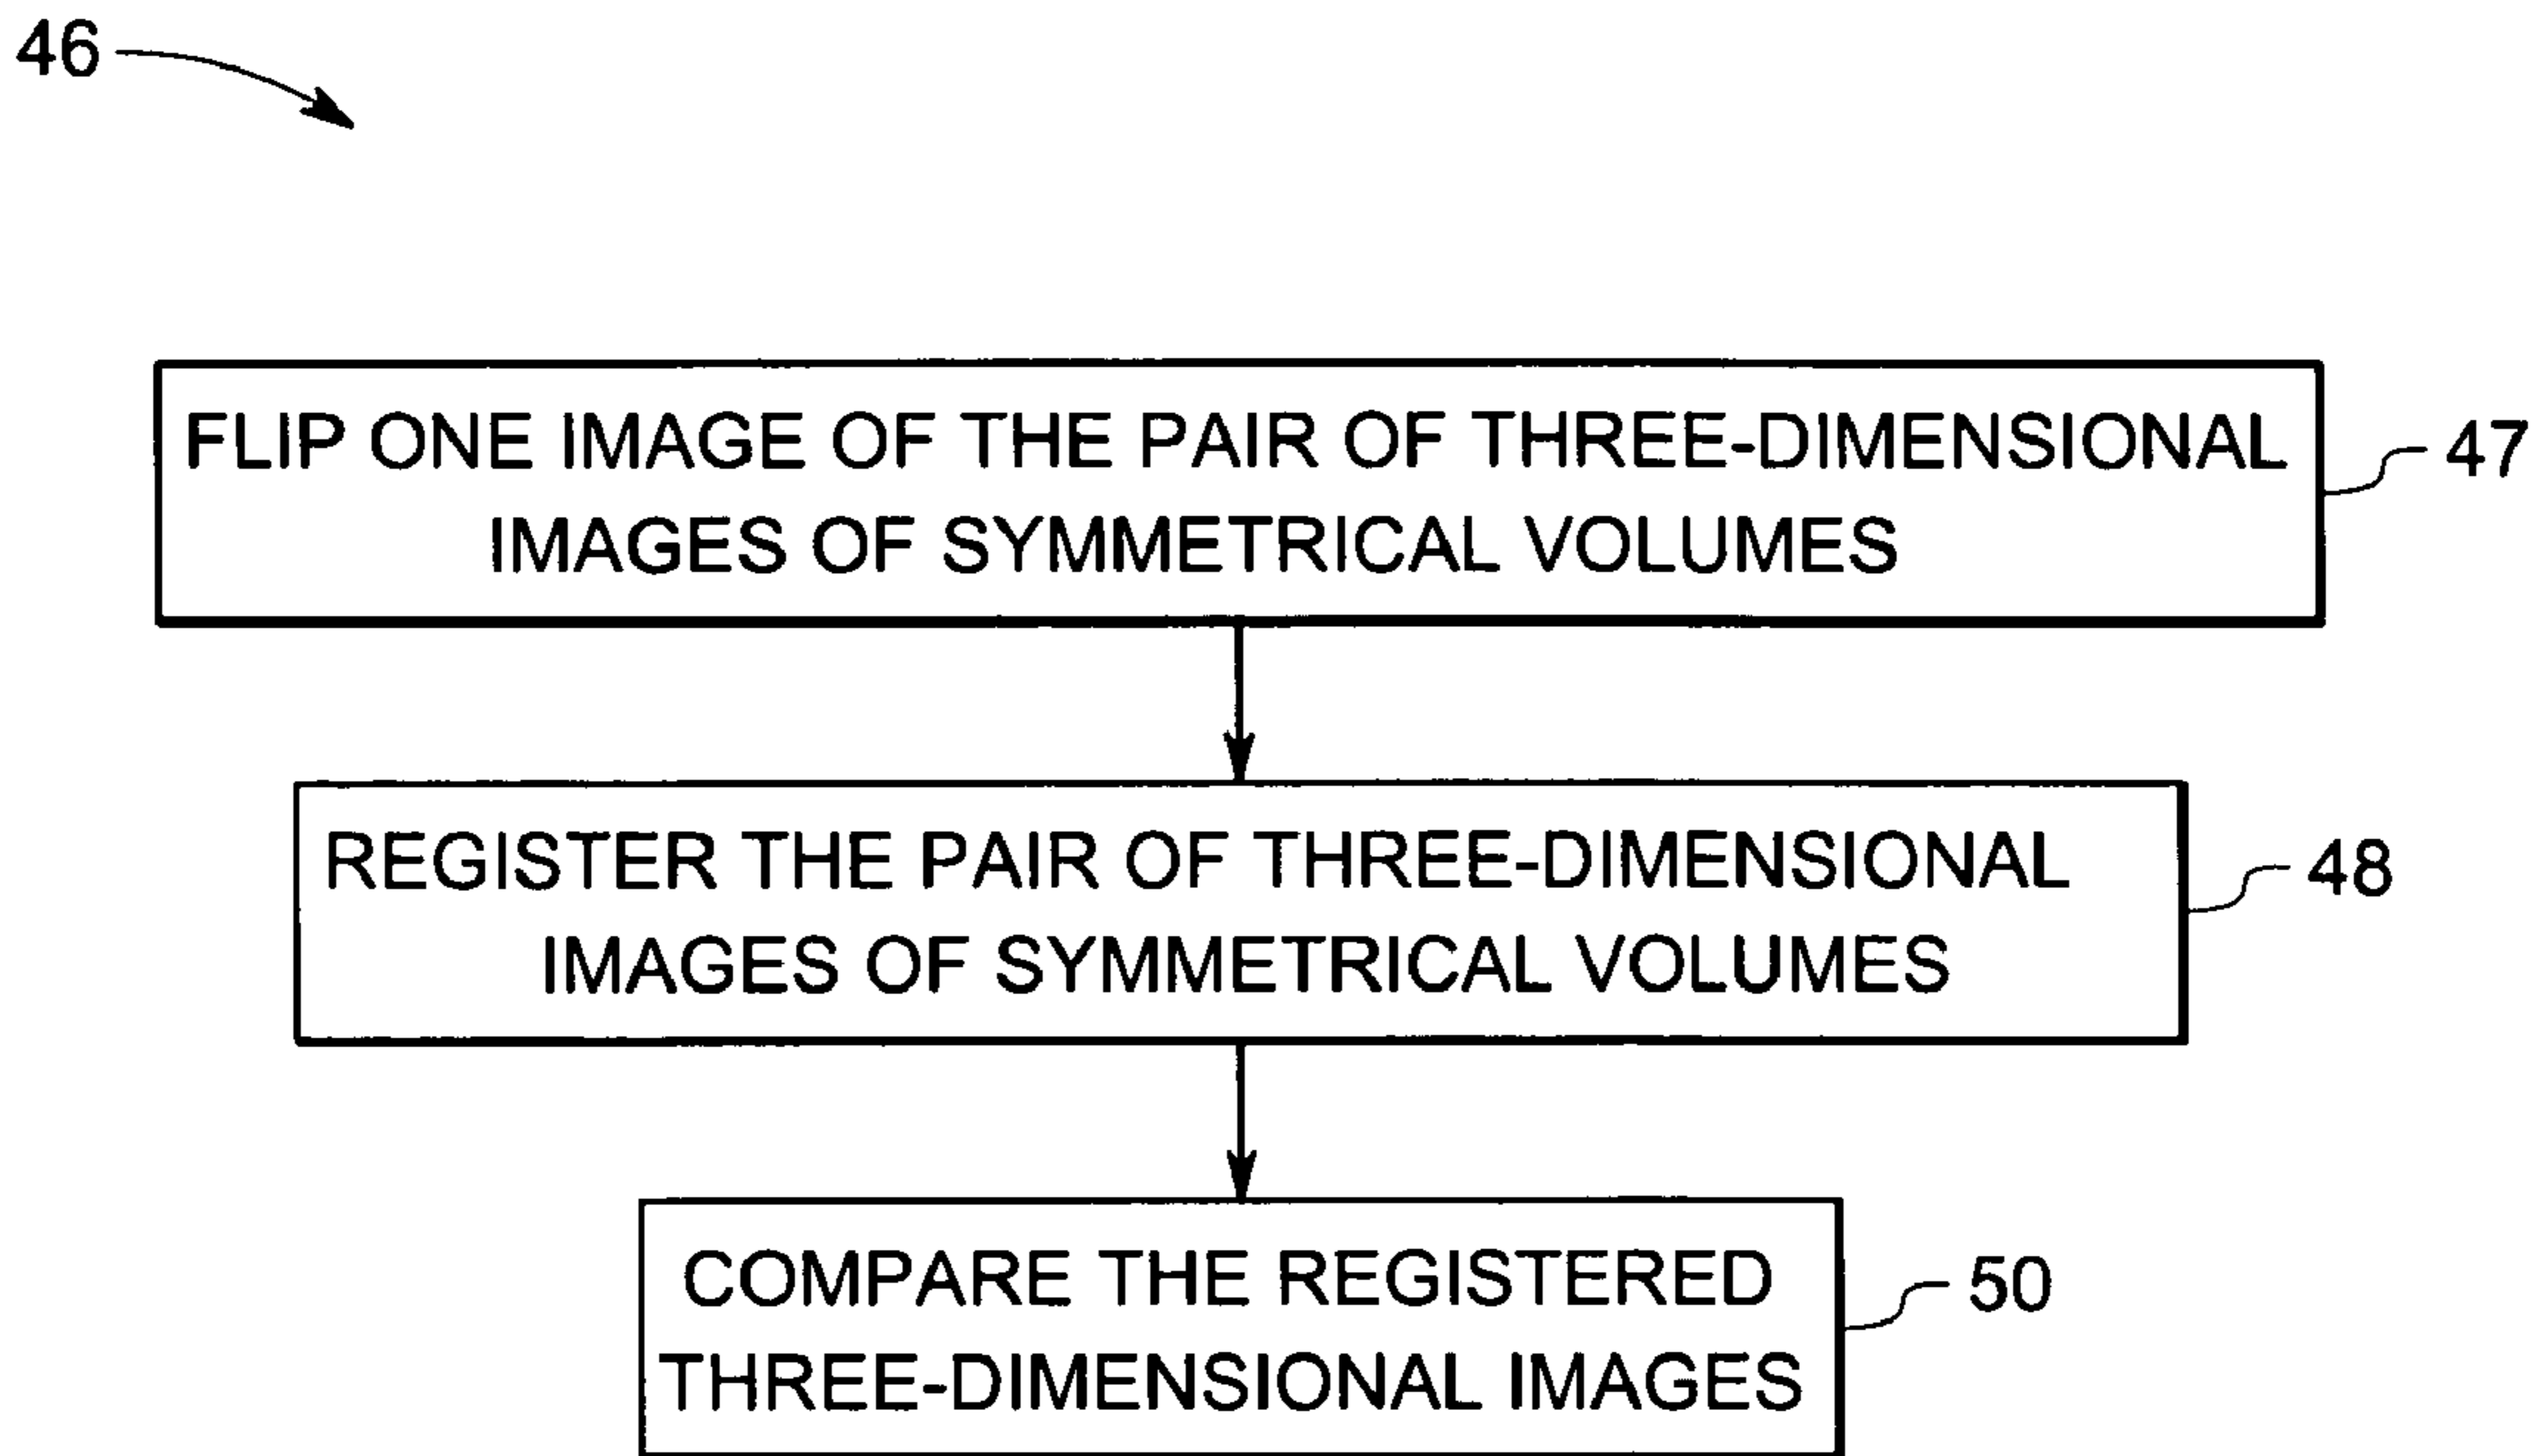 46
FLIP ONE IMAGE OF THE PAIR OF THREE-DIMENSIONAL
IMAGES OF SYMMETRICAL VOLUMES
47
REGISTER THE PAIR OF THREE-DIMENSIONAL
IMAGES OF SYMMETRICAL VOLUMES
48
COMPARE THE REGISTERED
THREE-DIMENSIONAL IMAGES
50